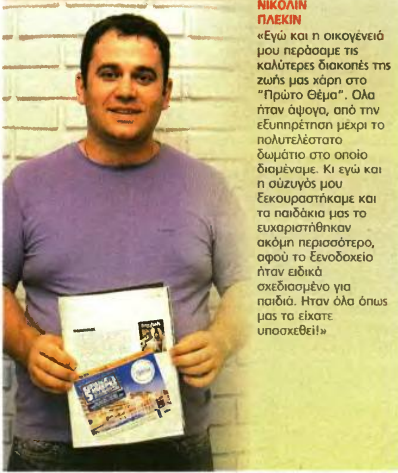 ΝΙΚΟΛΙΝ
ΠΛΕΚΙΝ
«Εγώ και η οικογένειά
μου περάσαμε τις
καλύτερες διακοπές της
ζωής μας χάρη στο
"Πρώτο Θέμα". Ολα
ήταν άψογα, από την
εξυπηρέτηση μέχρι το
πολυτελέστατο
δωμάτιο στο οποίο
διαμέναμε. Κι εγώ και
η σύζυγός μου
ξεκουραστήκαμε και
τα παιδάκια μας το
ευχαριστήθηκαν
ακόμη περισσότερο,
αφού το ξενοδοχείο
ήταν ειδικά
σχεδιασμένο για
παιδιά. Ηταν όλα όπως
μας τα είχατε
υποσχεθεί!»